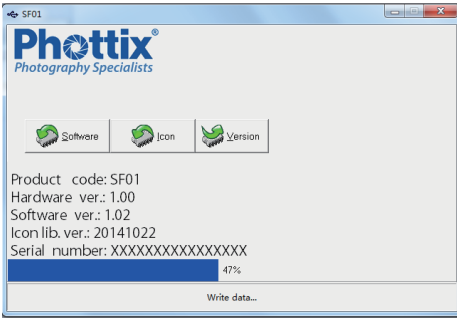 SF01
Phottix®
Photography Specialists
Software Icon Version
Product code: SF01
Hardware ver.: 1.00
Software ver.: 1.02
Icon lib. ver.: 20141022
Serial number: XXXXXXXXXXXXXXXX
47%
Write data...